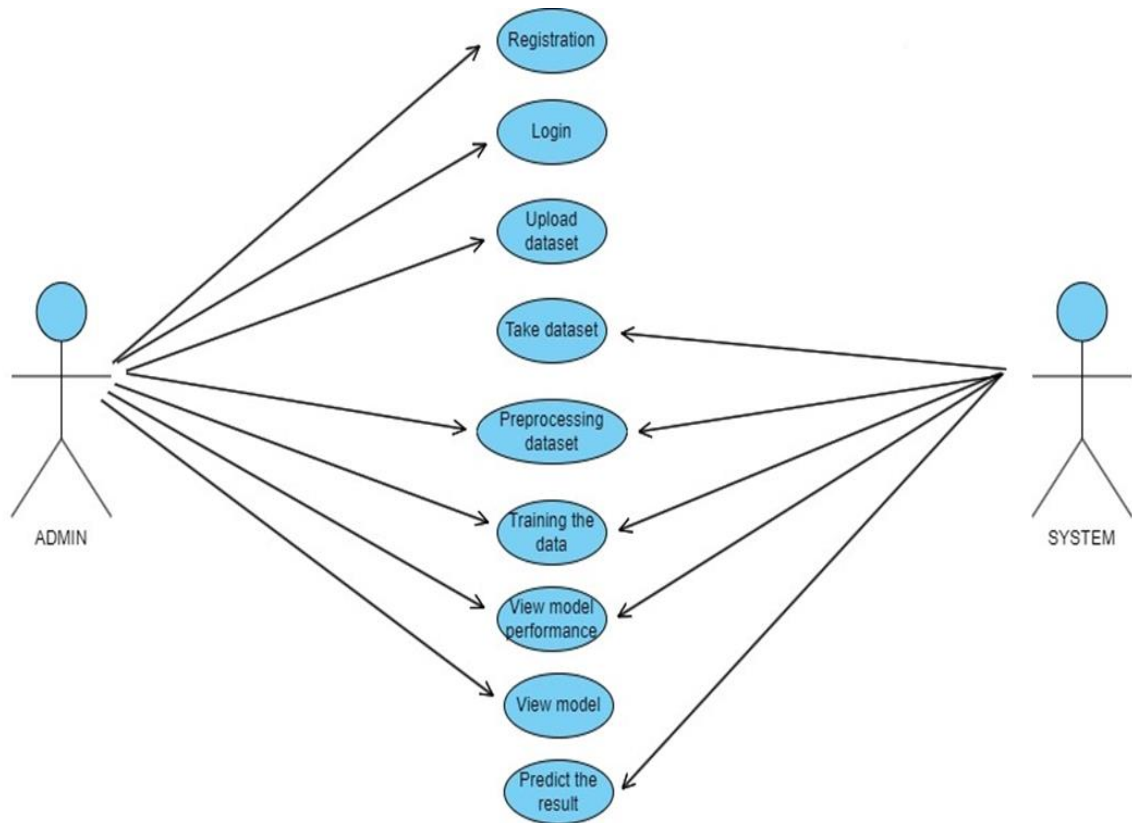 Registration
Login
Upload
dataset
Take dataset
Preprocessing
dataset
ADMIN
SYSTEM
Training the
data
View model
performance
View model
Predict the
result